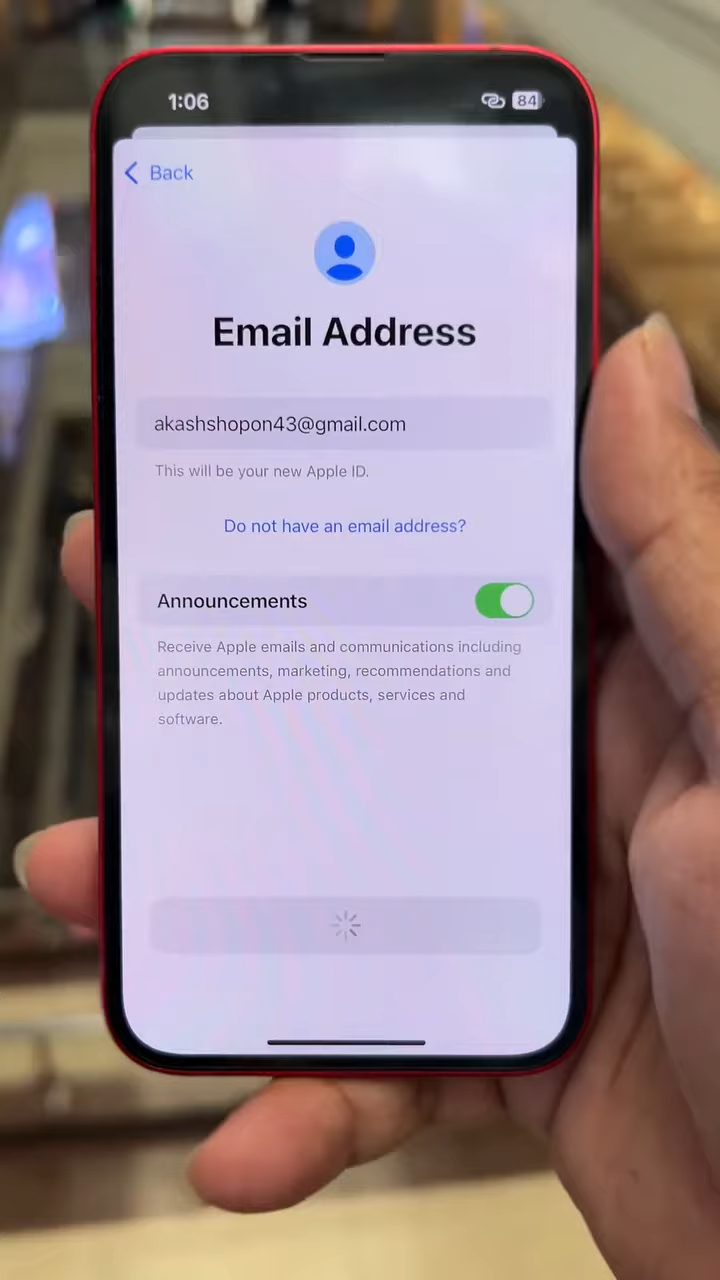 1:06
84
Back
Email Address
akashshopon43@gmail.com
This will be your new Apple ID.
Do not have an email address?
Announcements
Receive Apple emails and communications including
announcements, marketing, recommendations and
updates about Apple products, services and
software.